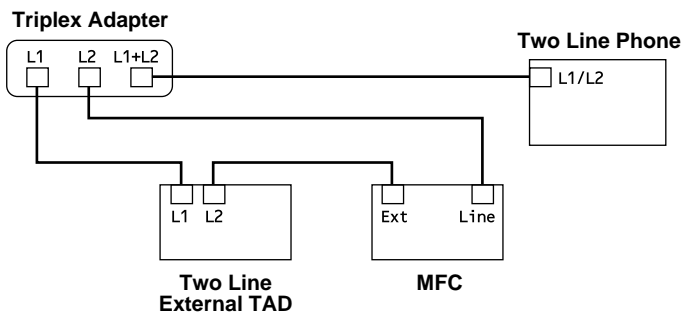 Triplex Adapter
L1 L2 L1+L2
Two Line Phone
L1/L2
L1 L2
Ext Line
Two Line
External TAD
MFC